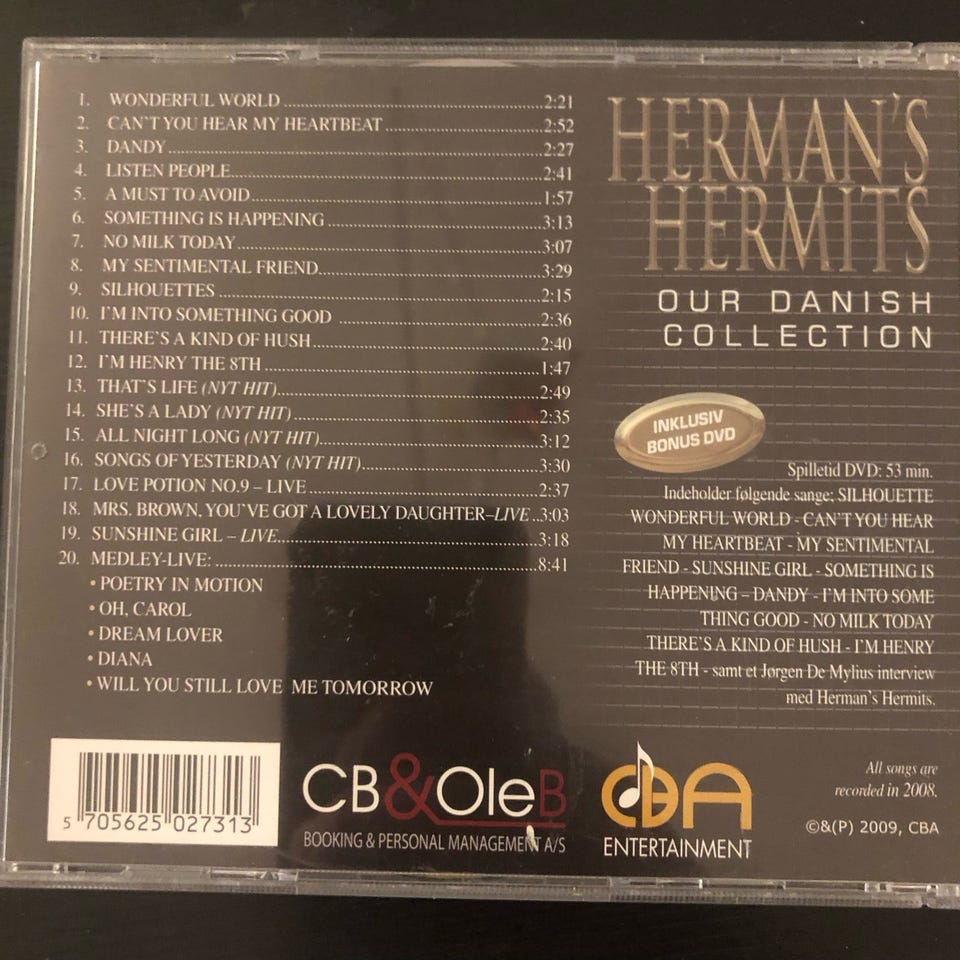 1. WONDERFUL WORLD ........ 2:21
2. CAN'T YOU HEAR MY HEARTBEAT ........ 2:52
3. DANDY ........ 2:27
4. LISTEN PEOPLE ........ 2:41
5. A MUST TO AVOID ........ 1:57
6. SOMETHING IS HAPPENING ........ 3:13
7. NO MILK TODAY ........ 3:07
8. MY SENTIMENTAL FRIEND ........ 3:29
9. SILHOUETTES ........ 2:15
10. I'M INTO SOMETHING GOOD ........ 2:36
11. THERE'S A KIND OF HUSH ........ 2:40
12. I'M HENRY THE 8TH ........ 1:47
13. THAT'S LIFE (NYT HIT) ........ 2:49
14. SHE'S A LADY (NYT HIT) ........ 2:35
15. ALL NIGHT LONG (NYT HIT) ........ 3:12
16. SONGS OF YESTERDAY (NYT HIT) ........ 3:30
17. LOVE POTION NO.9 – LIVE ........ 2:37
18. MRS. BROWN, YOU'VE GOT A LOVELY DAUGHTER–LIVE ..3:03
19. SUNSHINE GIRL – LIVE ........ 3:18
20. MEDLEY-LIVE: ........ 8:41
• POETRY IN MOTION
• OH, CAROL
• DREAM LOVER
• DIANA
• WILL YOU STILL LOVE ME TOMORROW
HERMAN'S
HERMITS
OUR DANISH
COLLECTION
INKLUSIV
BONUS DVD
Spilletid DVD: 53 min.
Indeholder følgende sange: SILHOUETTE
WONDERFUL WORLD - CAN'T YOU HEAR
MY HEARTBEAT - MY SENTIMENTAL
FRIEND - SUNSHINE GIRL - SOMETHING IS
HAPPENING – DANDY - I'M INTO SOME
THING GOOD - NO MILK TODAY
THERE'S A KIND OF HUSH - I'M HENRY
THE 8TH - samt et Jørgen De Mylius interview
med Herman's Hermits.
5 705625 027313
CB&OleB
BOOKING & PERSONAL MANAGEMENT A/S
CBA
ENTERTAINMENT
All songs are
recorded in 2008.
©&(P) 2009, CBA